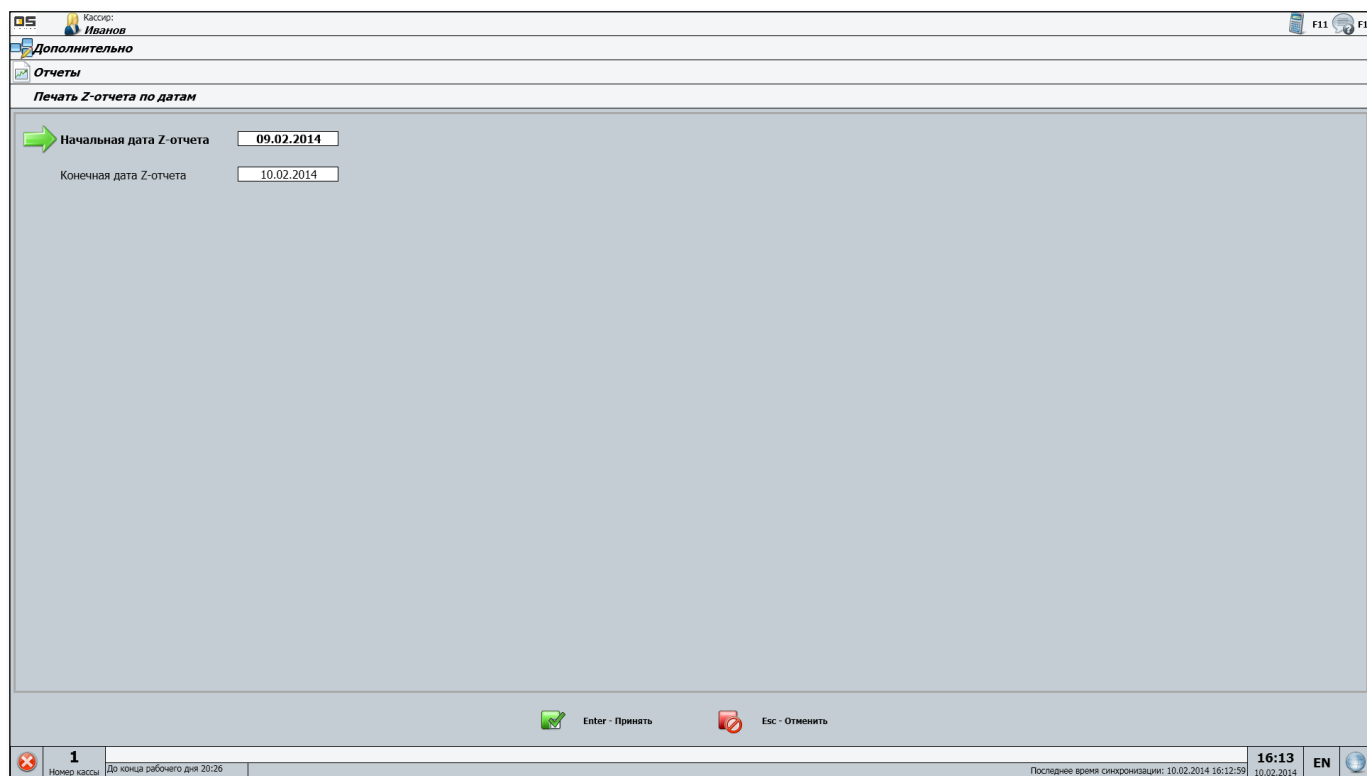 QS
Кассир:
Иванов
F11
F1
Дополнительно
Отчеты
Печать Z-отчета по датам
Начальная дата Z-отчета 09.02.2014
Конечная дата Z-отчета 10.02.2014
Enter - Принять Esc - Отменить
1
Номер кассы
До конца рабочего дня 20:26
Последнее время синхронизации: 10.02.2014 16:12:59
16:13
10.02.2014
EN